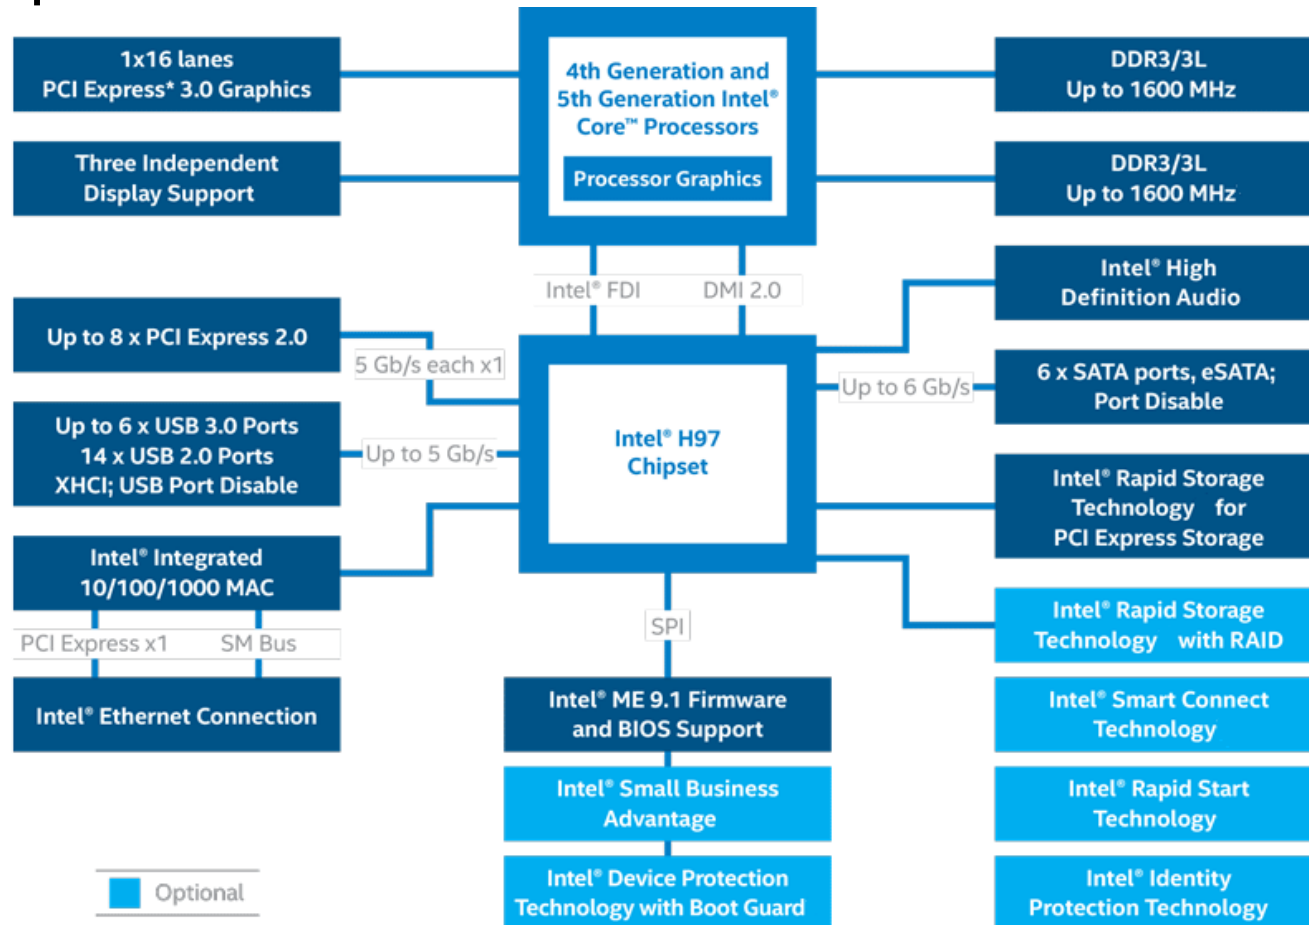 1x16 lanes
PCI Express* 3.0 Graphics
Three Independent
Display Support
4th Generation and
5th Generation Intel®
Core™ Processors
Processor Graphics
DDR3/3L
Up to 1600 MHz
DDR3/3L
Up to 1600 MHz
Intel® FDI
DMI 2.0
Intel® High
Definition Audio
Up to 8 x PCI Express 2.0
5 Gb/s each x1
Up to 6 Gb/s
6 x SATA ports, eSATA;
Port Disable
Up to 6 x USB 3.0 Ports
14 x USB 2.0 Ports
XHCI; USB Port Disable
Up to 5 Gb/s
Intel® H97
Chipset
Intel® Rapid Storage
Technology for
PCI Express Storage
Intel® Integrated
10/100/1000 MAC
PCI Express x1
SM Bus
Intel® Ethernet Connection
SPI
Intel® ME 9.1 Firmware
and BIOS Support
Intel® Small Business
Advantage
Intel® Device Protection
Technology with Boot Guard
Intel® Rapid Storage
Technology with RAID
Intel® Smart Connect
Technology
Intel® Rapid Start
Technology
Intel® Identity
Protection Technology
Optional